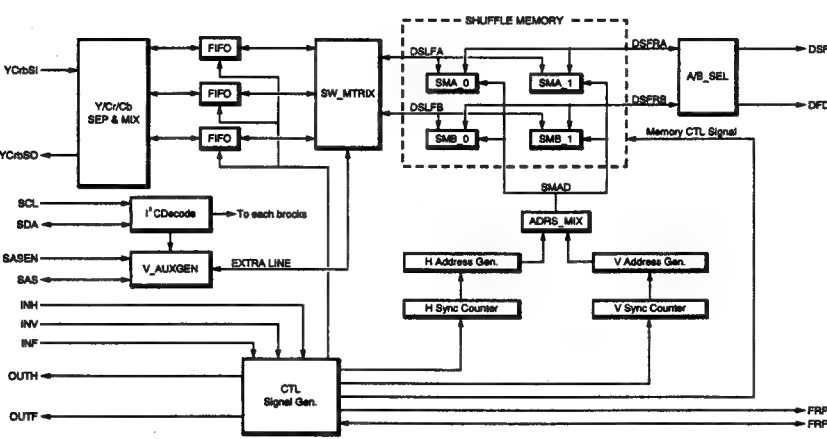 SHUFFLE MEMORY
YCrbSI
Y/Cr/Cb
SEP & MIX
YCrbSO
FIFO
FIFO
FIFO
SW_MTRIX
DSLFA
DSFRA
SMA_0
SMA_1
DSLFB
DSFRB
SMB_0
SMB_1
A/B_SEL
DSF
DFD
Memory CTL Signal
SMAD
ADRS_MIX
SCL
SDA
I²CDecode
To each brocks
SASEN
SAS
V_AUXGEN
EXTRA LINE
H Address Gen.
V Address Gen.
H Sync Counter
V Sync Counter
INH
INV
INF
OUTH
OUTF
CTL
Signal Gen.
FRP
FRP